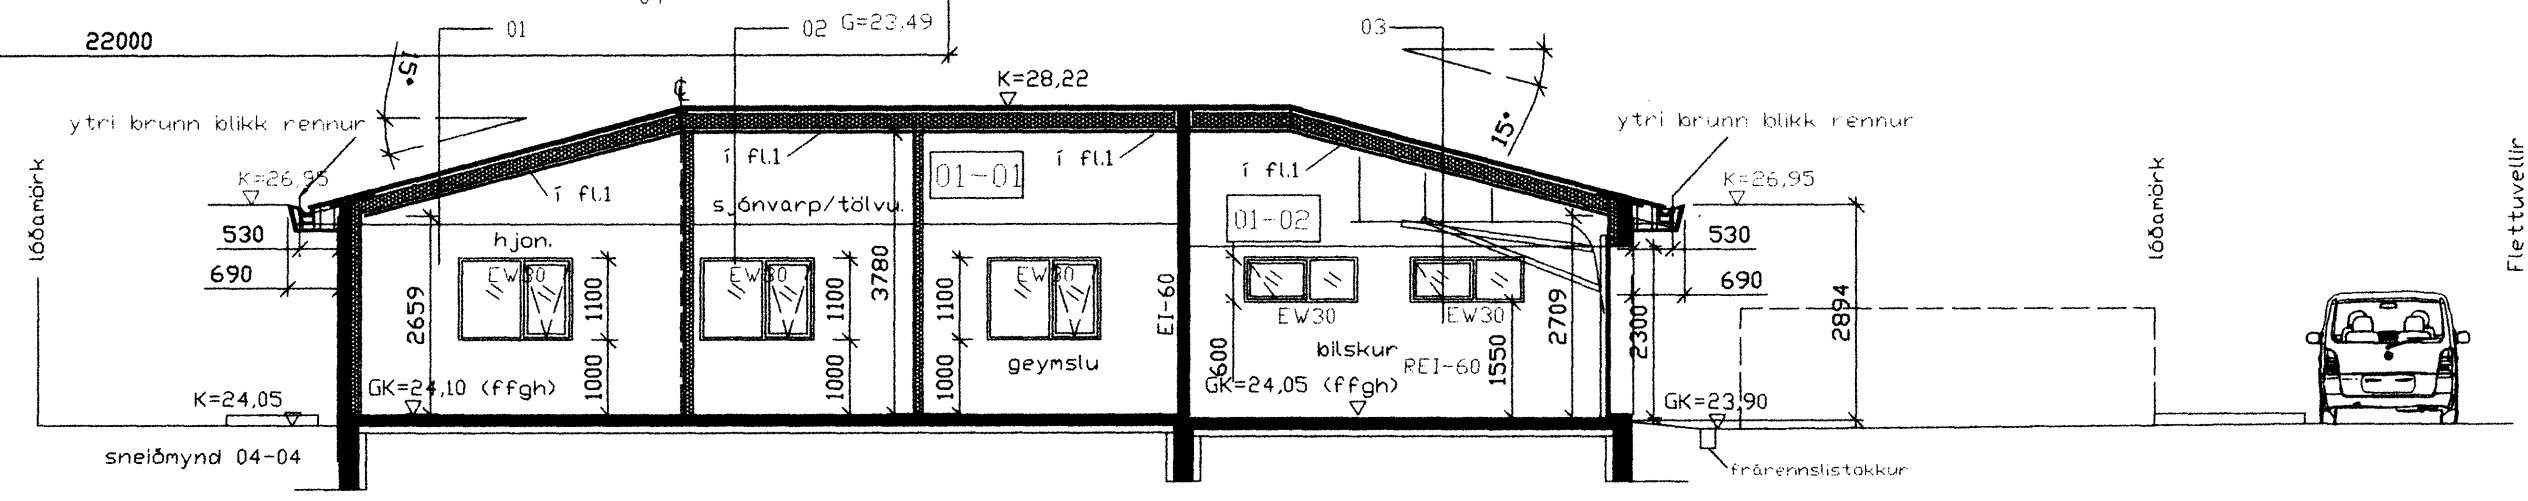 01
02 G=23,49
03
22000
15°
K=28,22
ytri brunn blikk rennur
15°
ytri brunn blikk rennur
í fl.1
01-01
í fl.1
í fl.1
lóðamörk
K=26,95
í fl.1
sjónvarp/tölvu.
01-02
K=26,95
lóðamörk
Flettuvellir
530
hjon.
530
690
EW30
EW30
EW30
690
2659
1100
1100
3780
1100
EI-60
EW30
EW30
2709
2300
2894
600
bilskur
geymslu
REI-60
1550
1000
1000
1000
GK=24,10 (ffgh)
GK=24,05 (ffgh)
K=24,05
GK=23,90
sneiðmynd 04-04
frárennslistokkur